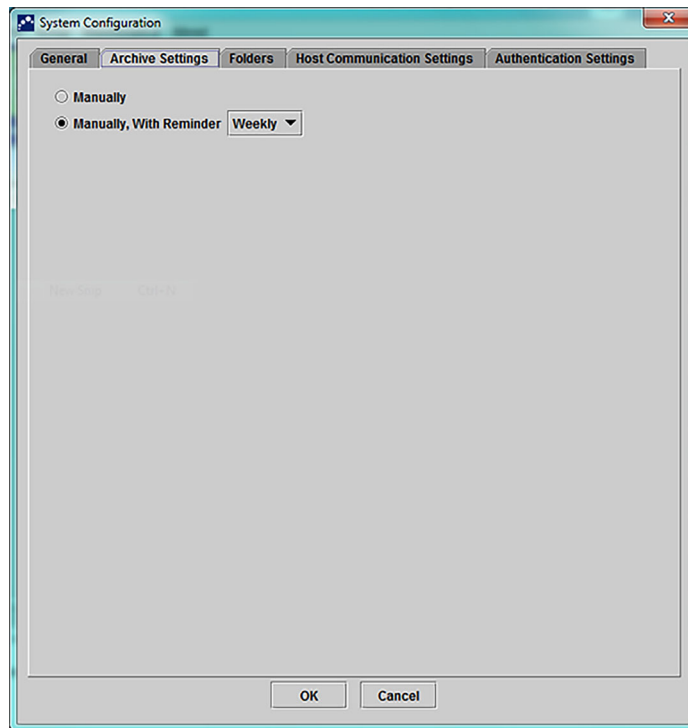 System Configuration
General Archive Settings Folders Host Communication Settings Authentication Settings
Manually
Manually, With Reminder Weekly
OK Cancel